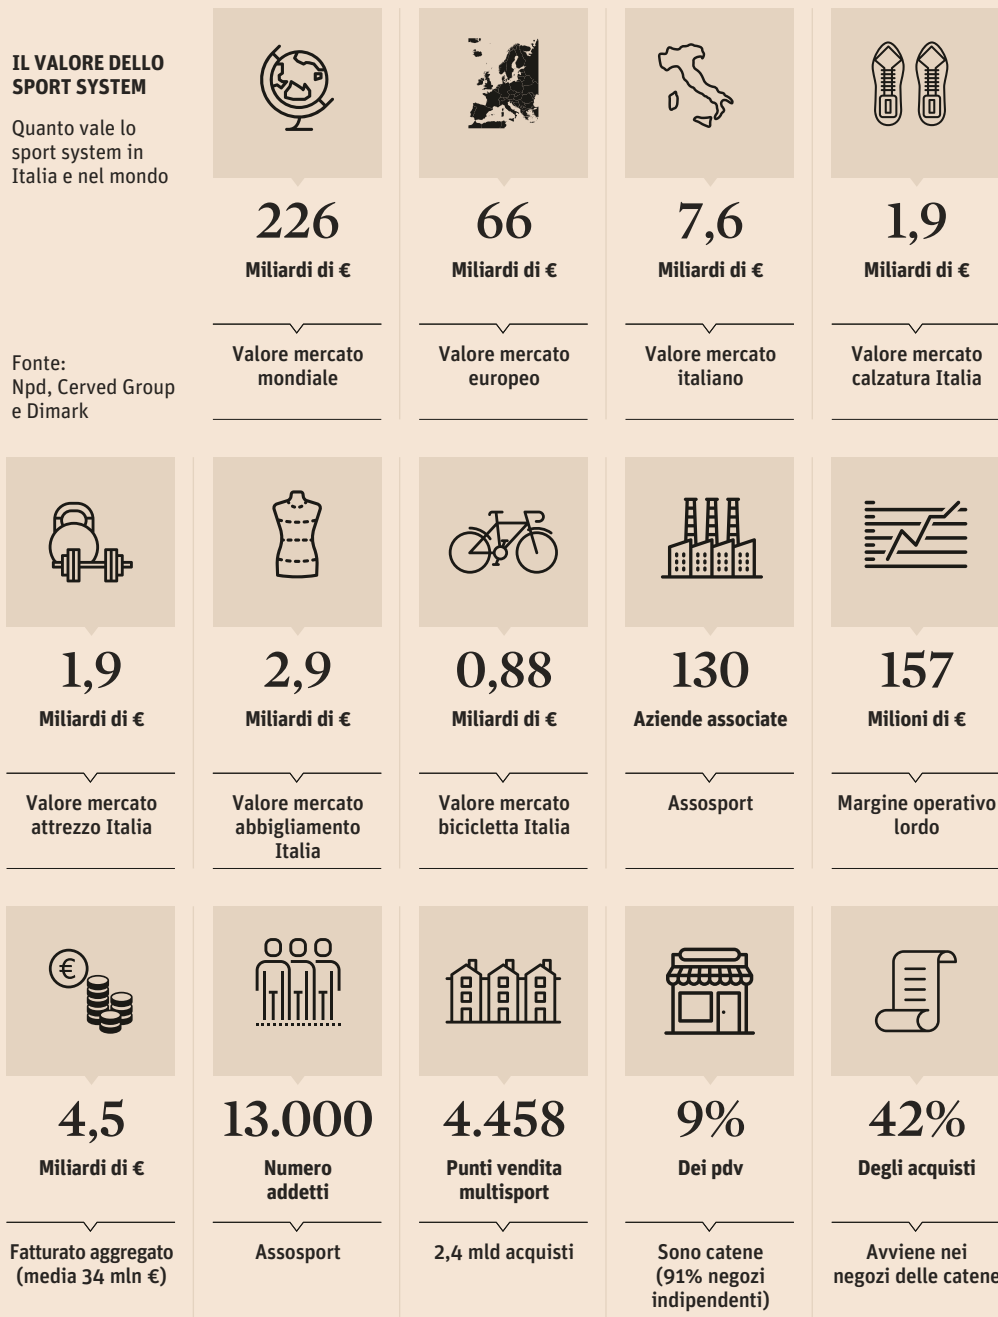 IL VALORE DELLO
SPORT SYSTEM
Quanto vale lo
sport system in
Italia e nel mondo
Fonte:
Npd, Cerved Group
e Dimark
226
Miliardi di €
Valore mercato
mondiale
66
Miliardi di €
Valore mercato
europeo
7,6
Miliardi di €
Valore mercato
italiano
1,9
Miliardi di €
Valore mercato
calzatura Italia
1,9
Miliardi di €
Valore mercato
attrezzo Italia
2,9
Miliardi di €
Valore mercato
abbigliamento
Italia
0,88
Miliardi di €
Valore mercato
bicicletta Italia
130
Aziende associate
Assosport
157
Milioni di €
Margine operativo
lordo
€
4,5
Miliardi di €
Fatturato aggregato
(media 34 mln €)
13.000
Numero
addetti
Assosport
4.458
Punti vendita
multisport
2,4 mld acquisti
9%
Dei pdv
Sono catene
(91% negozi
indipendenti)
42%
Degli acquisti
Avviene nei
negozi delle catene